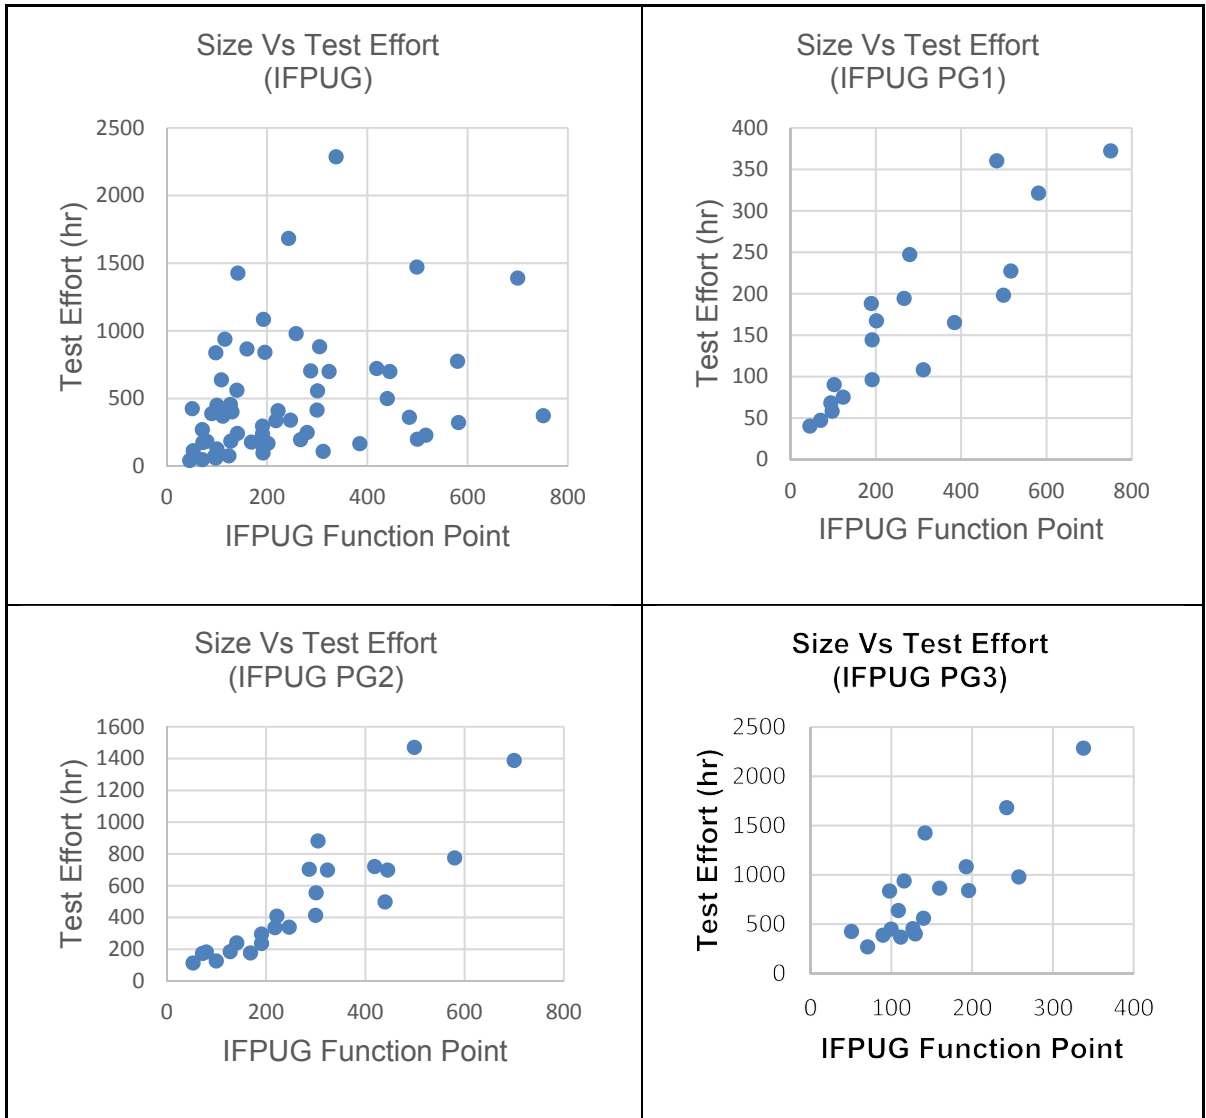 Size Vs Test Effort
(IFPUG)
2500
2000
1500
1000
500
0
0 200 400 600 800
Test Effort (hr)
IFPUG Function Point
Size Vs Test Effort
(IFPUG PG1)
400
350
300
250
200
150
100
50
0
0 200 400 600 800
Test Effort (hr)
IFPUG Function Point
Size Vs Test Effort
(IFPUG PG2)
1600
1400
1200
1000
800
600
400
200
0
0 200 400 600 800
Test Effort (hr)
IFPUG Function Point
Size Vs Test Effort
(IFPUG PG3)
2500
2000
1500
1000
500
0
0 100 200 300 400
Test Effort (hr)
IFPUG Function Point